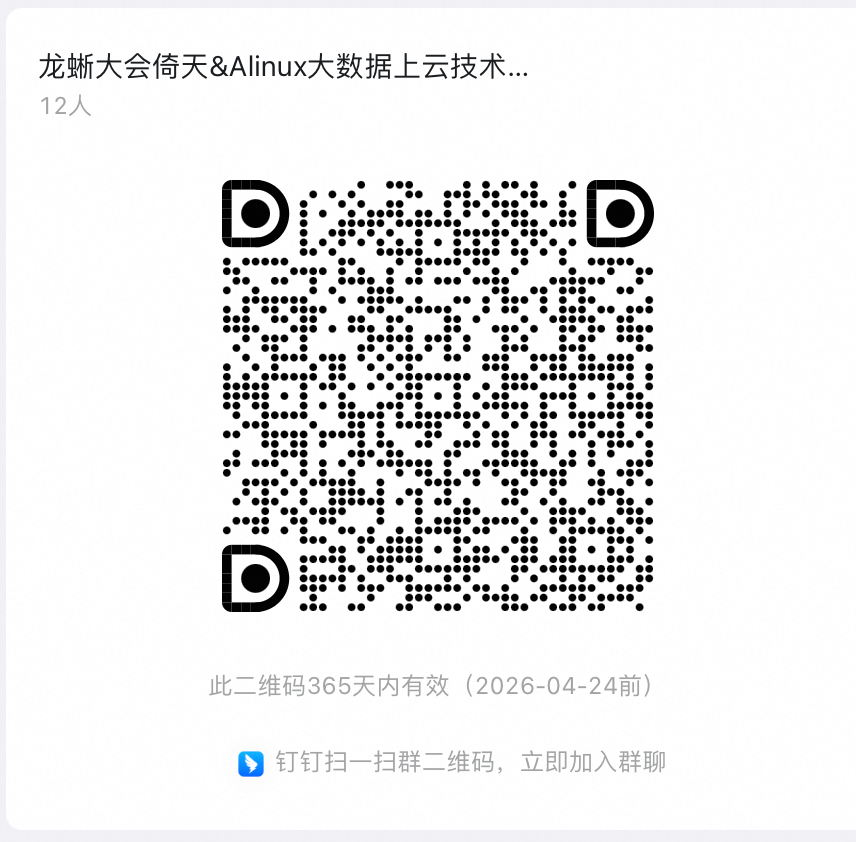 龙蜥大会倚天&Alinux大数据上云技术...
12人
此二维码365天内有效（2026-04-24前）
钉钉扫一扫群二维码，立即加入群聊